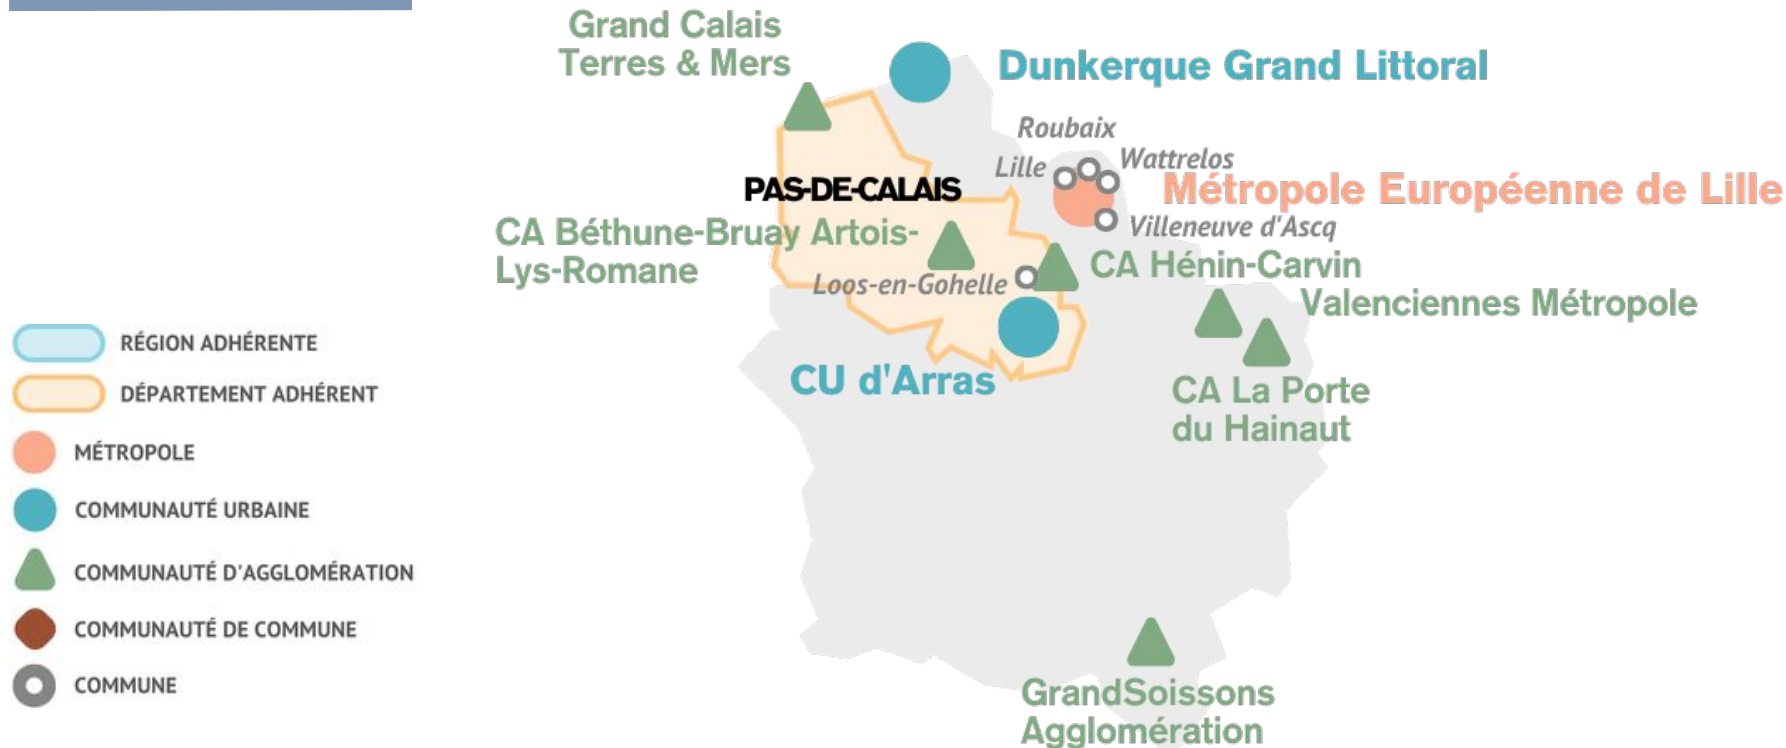 Grand Calais
Terres & Mers
Dunkerque Grand Littoral
Roubaix
Lille
Wattrelos
PAS-DE-CALAIS
Métropole Européenne de Lille
Villeneuve d'Ascq
CA Béthune-Bruay Artois-
Lys-Romane
Loos-en-Gohelle
CA Hénin-Carvin
Valenciennes Métropole
CU d'Arras
CA La Porte
du Hainaut
GrandSoissons
Agglomération
RÉGION ADHÉRENTE
DÉPARTEMENT ADHÉRENT
MÉTROPOLE
COMMUNAUTÉ URBAINE
COMMUNAUTÉ D'AGGLOMÉRATION
COMMUNAUTÉ DE COMMUNE
COMMUNE